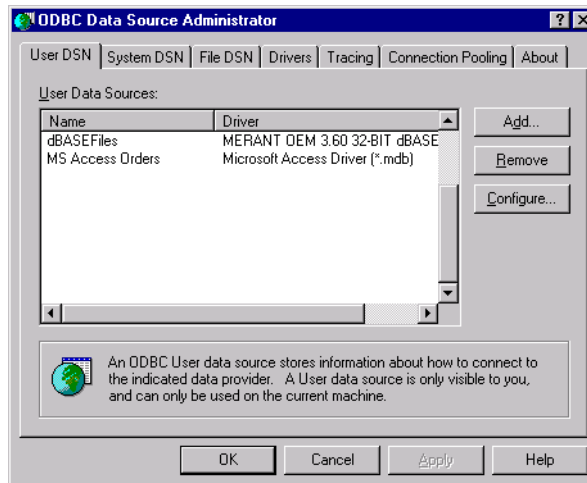 ODBC Data Source Administrator
User DSN System DSN File DSN Drivers Tracing Connection Pooling About
User Data Sources:
Name Driver
dBASEFiles MERANT OEM 3.60 32-BIT dBASE
MS Access Orders Microsoft Access Driver (*.mdb)
Add...
Remove
Configure...
An ODBC User data source stores information about how to connect to
the indicated data provider. A User data source is only visible to you,
and can only be used on the current machine.
OK Cancel Apply Help